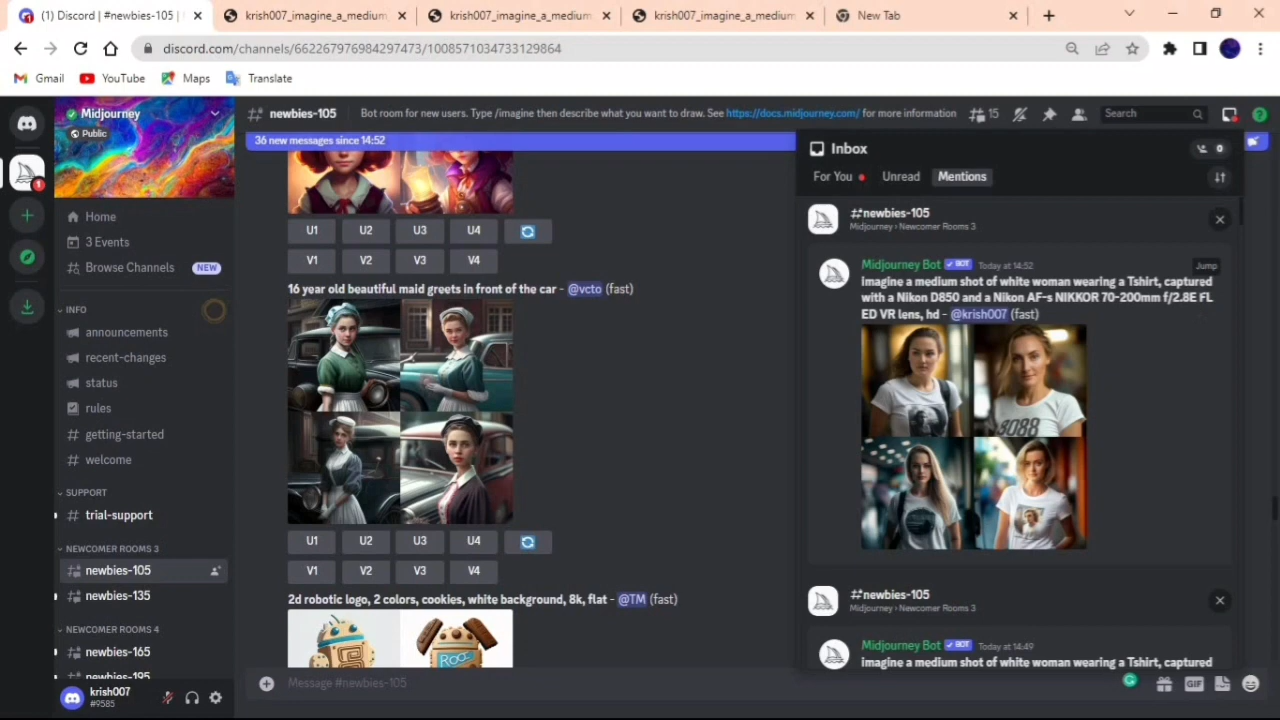 (1) Discord | #newbies-105 |
krish007_imagine_a_medium
krish007_imagine_a_medium
krish007_imagine_a_medium
New Tab
discord.com/channels/662267976984297473/1008571034733129864
Gmail
YouTube
Maps
Translate
Midjourney
Public
1
Home
3 Events
Browse Channels
NEW
INFO
announcements
recent-changes
status
rules
getting-started
welcome
SUPPORT
trial-support
NEWCOMER ROOMS 3
newbies-105
newbies-135
NEWCOMER ROOMS 4
newbies-165
newbies-195
krish007
#9585
newbies-105
Bot room for new users. Type /imagine then describe what you want to draw. See https://docs.midjourney.com/ for more information
15
Search
36 new messages since 14:52
U1 U2 U3 U4
V1 V2 V3 V4
16 year old beautiful maid greets in front of the car - @vcto (fast)
U1 U2 U3 U4
V1 V2 V3 V4
2d robotic logo, 2 colors, cookies, white background, 8k, flat - @TM (fast)
Message #newbies-105
GIF
Inbox
0
For You
Unread
Mentions
#newbies-105
Midjourney › Newcomer Rooms 3
Midjourney Bot BOT Today at 14:52
Jump
imagine a medium shot of white woman wearing a Tshirt, captured
with a Nikon D850 and a Nikon AF-s NIKKOR 70-200mm f/2.8E FL
ED VR lens, hd - @krish007 (fast)
#newbies-105
Midjourney › Newcomer Rooms 3
Midjourney Bot BOT Today at 14:49
imagine a medium shot of white woman wearing a Tshirt, captured